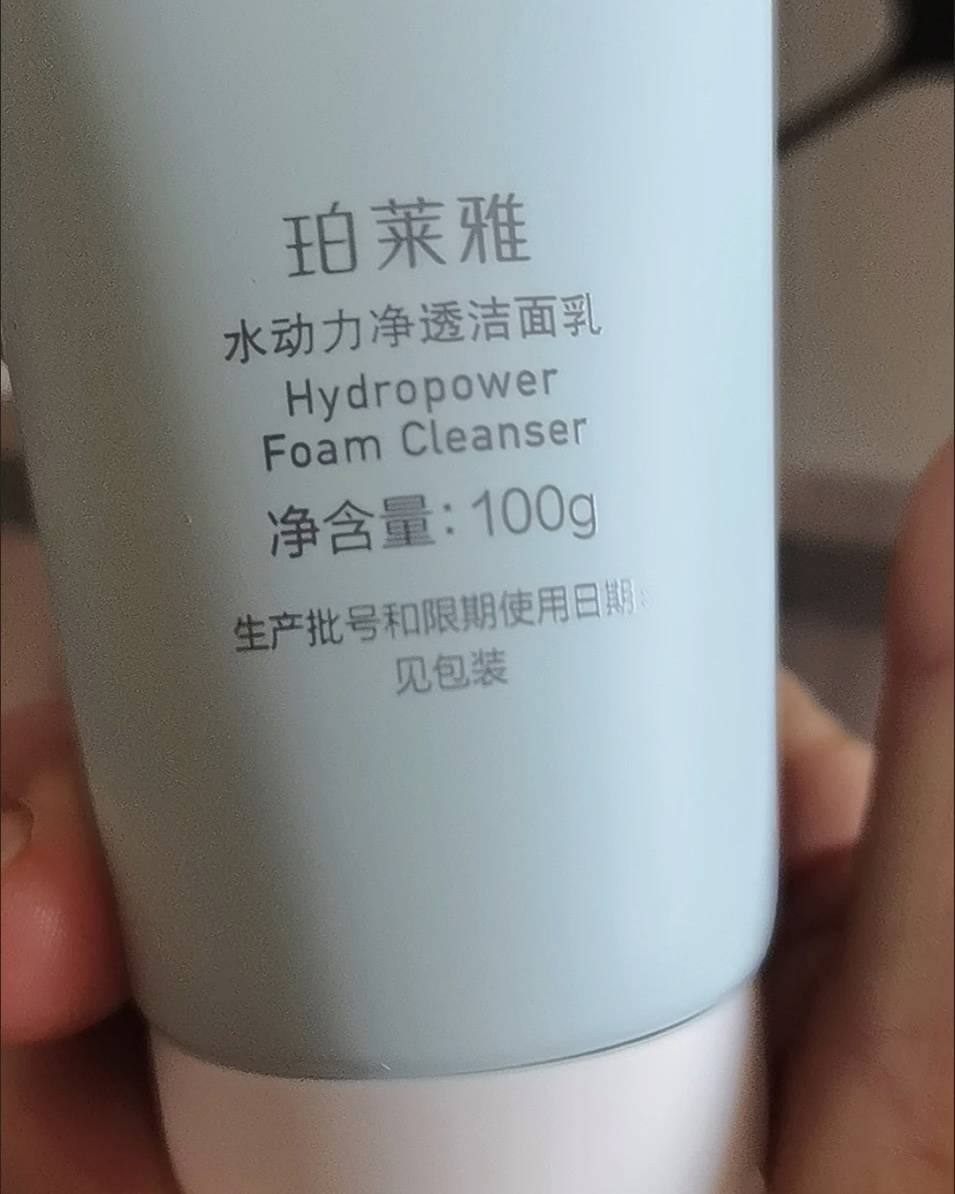 珀莱雅
水动力净透洁面乳
Hydropower
Foam Cleanser
净含量: 100g
生产批号和限期使用日期:
见包装